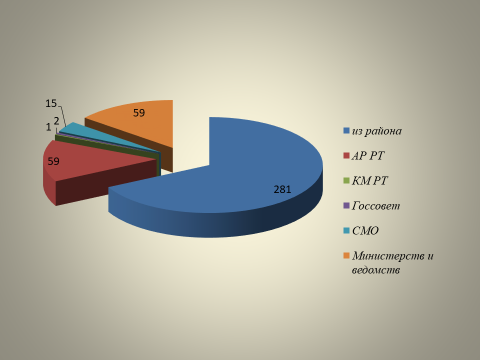 15
2
1
59
59
281
из района
АР РТ
КМ РТ
Госсовет
СМО
Министерств и
ведомств